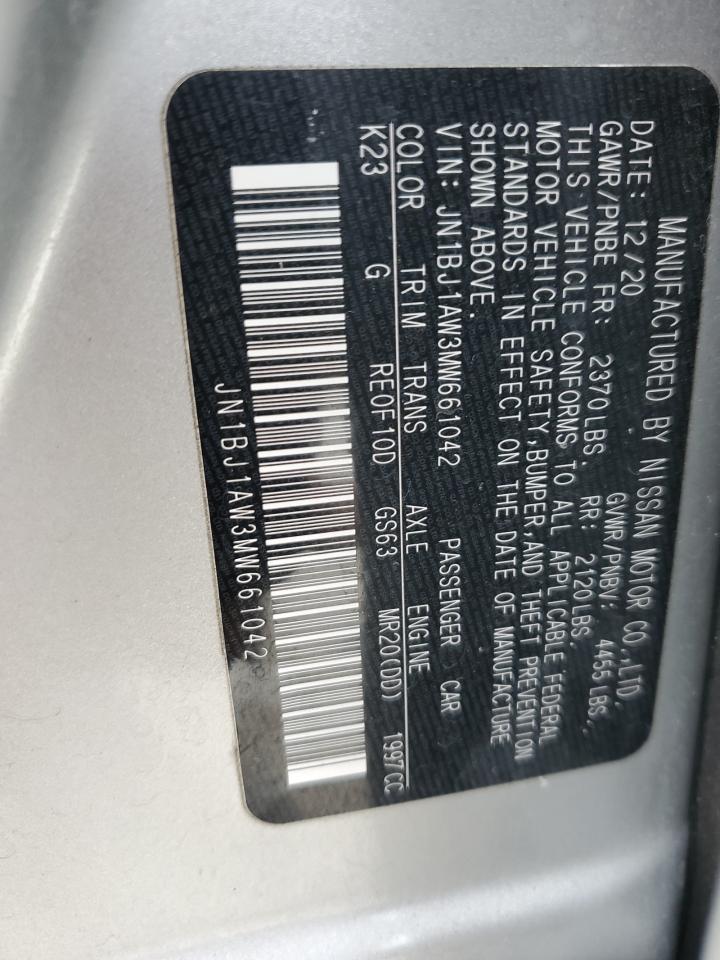 MANUFACTURED BY NISSAN MOTOR CO.,LTD.
DATE: 12/20 GVWR/PNBV: 4455 LBS.
GAWR/PNBE FR: 2370LBS. RR: 2120LBS.
THIS VEHICLE CONFORMS TO ALL APPLICABLE FEDERAL
MOTOR VEHICLE SAFETY,BUMPER,AND THEFT PREVENTION
STANDARDS IN EFFECT ON THE DATE OF MANUFACTURE
SHOWN ABOVE.
VIN: JN1BJ1AW3MW661042 PASSENGER CAR
COLOR TRIM TRANS AXLE ENGINE
K23 G RE0F10D GS63 MR20(DD) 1997CC
JN1BJ1AW3MW661042